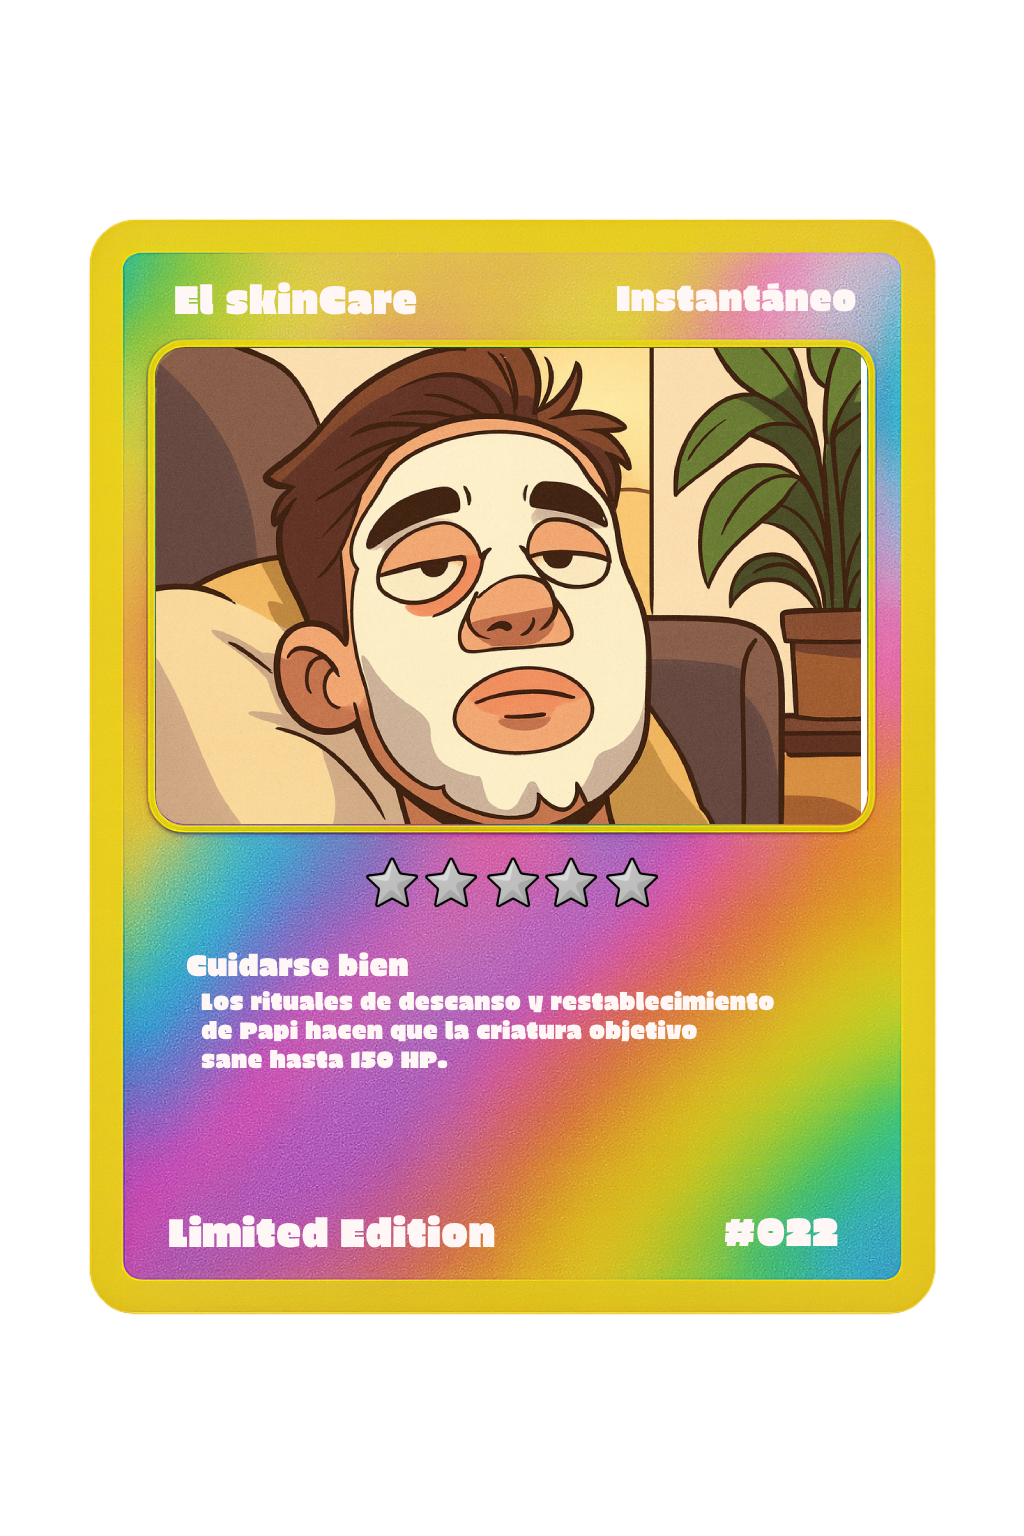 El skinCare
Instantáneo
Cuidarse bien
Los rituales de descanso y restablecimiento
de Papi hacen que la criatura objetivo
sane hasta 150 HP.
Limited Edition
#022